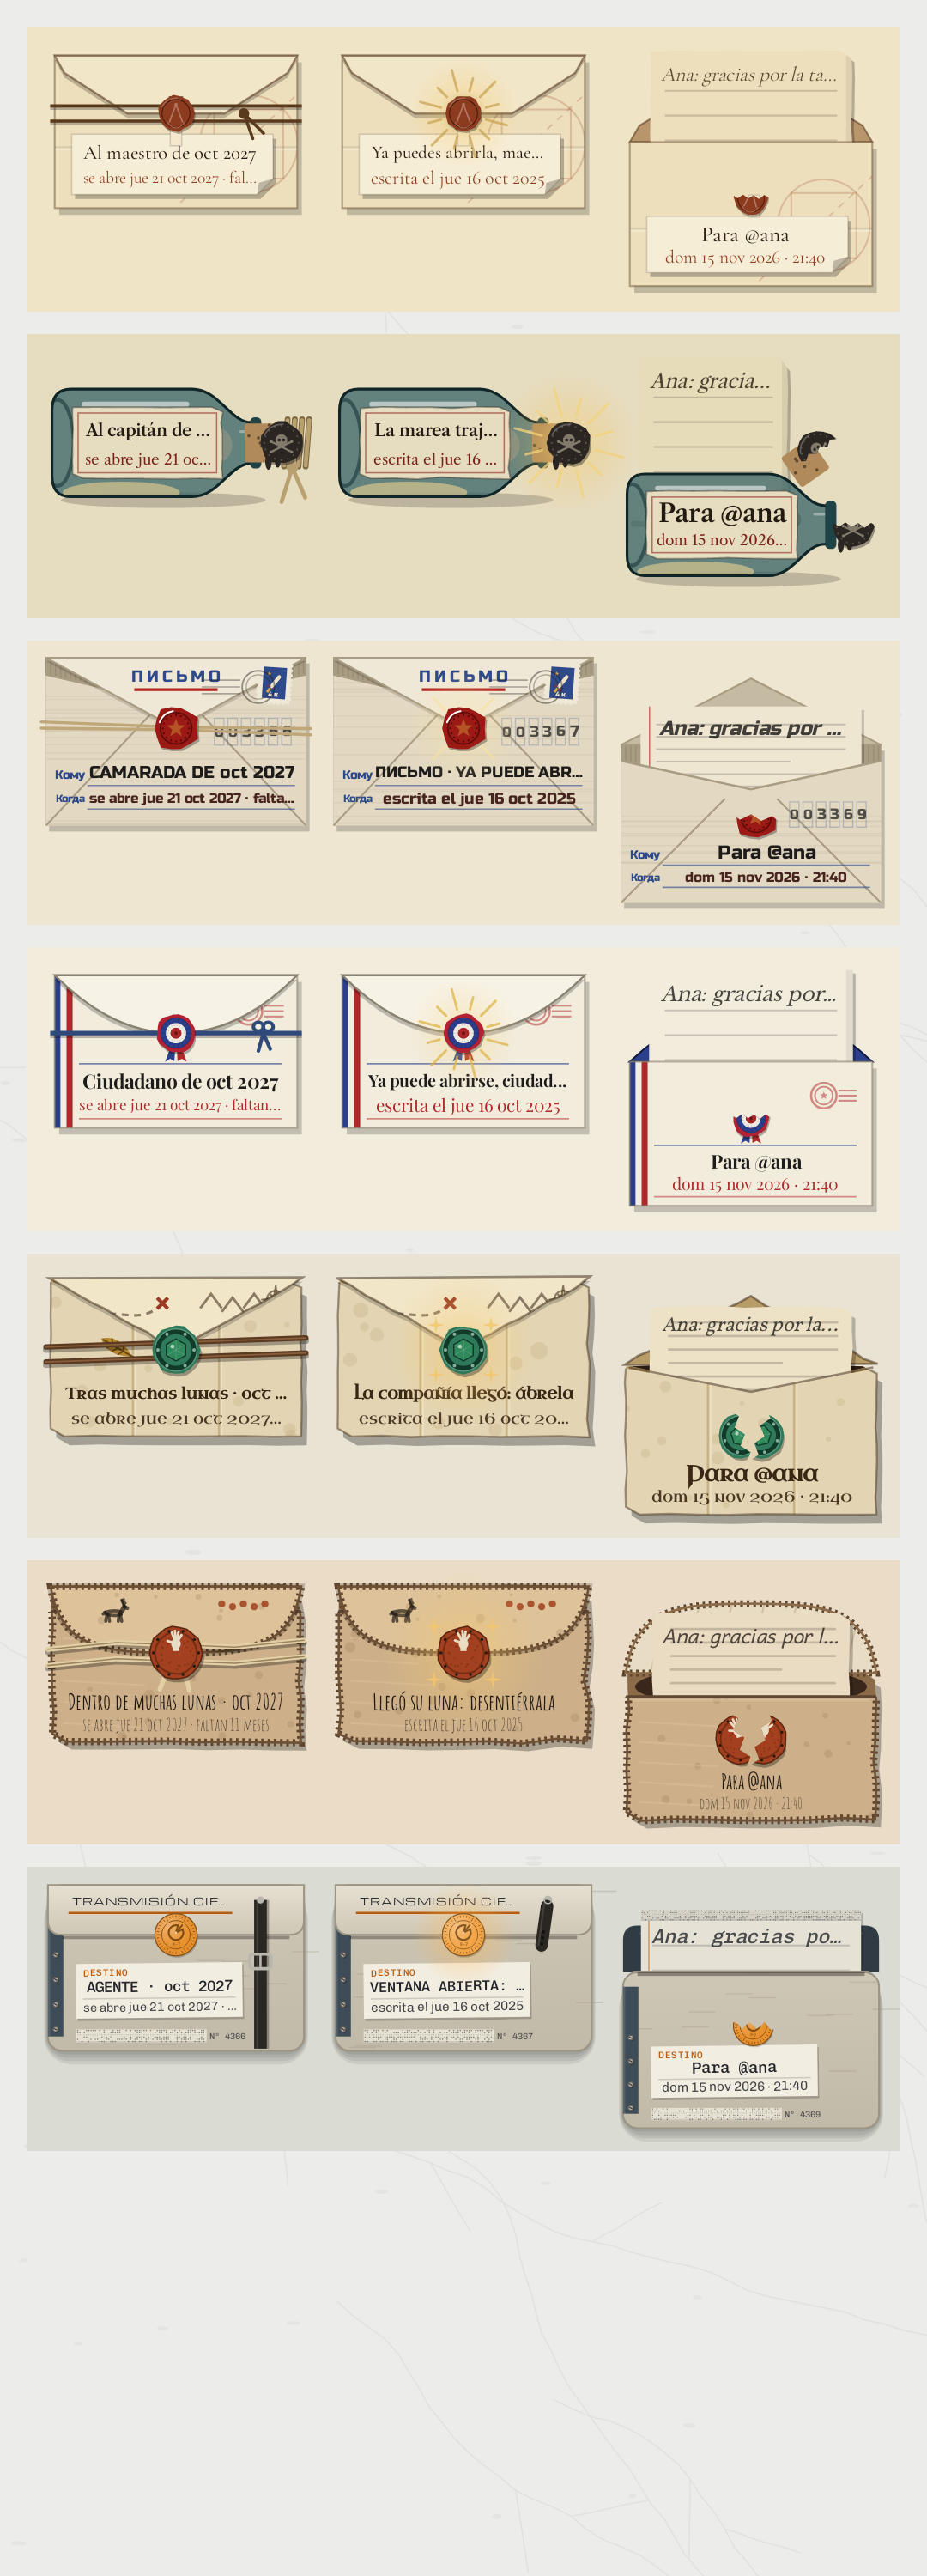 Al maestro de oct 2027
se abre jue 21 oct 2027 · fal...
Ya puedes abrirla, mae...
escrita el jue 16 oct 2025
Ana: gracias por la ta...
Para @ana
dom 15 nov 2026 · 21:40
Al capitán de ...
se abre jue 21 oc...
La marea traj...
escrita el jue 16 ...
Ana: gracia...
Para @ana
dom 15 nov 2026...
ПИСЬМО
Кому CAMARADA DE oct 2027
Когда se abre jue 21 oct 2027 · falta...
ПИСЬМО
003367
Кому ПИСЬМО · YA PUEDE ABR...
Когда escrita el jue 16 oct 2025
Ana: gracias por ...
003369
Кому Para @ana
Когда dom 15 nov 2026 · 21:40
Ciudadano de oct 2027
se abre jue 21 oct 2027 · faltan...
Ya puede abrirse, ciudad...
escrita el jue 16 oct 2025
Ana: gracias por...
Para @ana
dom 15 nov 2026 · 21:40
Tras muchas lunas · oct ...
se abre jue 21 oct 2027...
La compañía llegó: ábrela
escrita el jue 16 oct 20...
Ana: gracias por la...
Para @ana
dom 15 nov 2026 · 21:40
Dentro de muchas lunas · oct 2027
se abre jue 21 oct 2027 · faltan 11 meses
Llegó su luna: desentiérrala
escrita el jue 16 oct 2025
Ana: gracias por l...
Para @ana
dom 15 nov 2026 · 21:40
TRANSMISIÓN CIF...
DESTINO
AGENTE · oct 2027
se abre jue 21 oct 2027 · ...
N° 4366
TRANSMISIÓN CIF...
DESTINO
VENTANA ABIERTA: ...
escrita el jue 16 oct 2025
N° 4367
Ana: gracias po...
DESTINO
Para @ana
dom 15 nov 2026 · 21:40
N° 4369